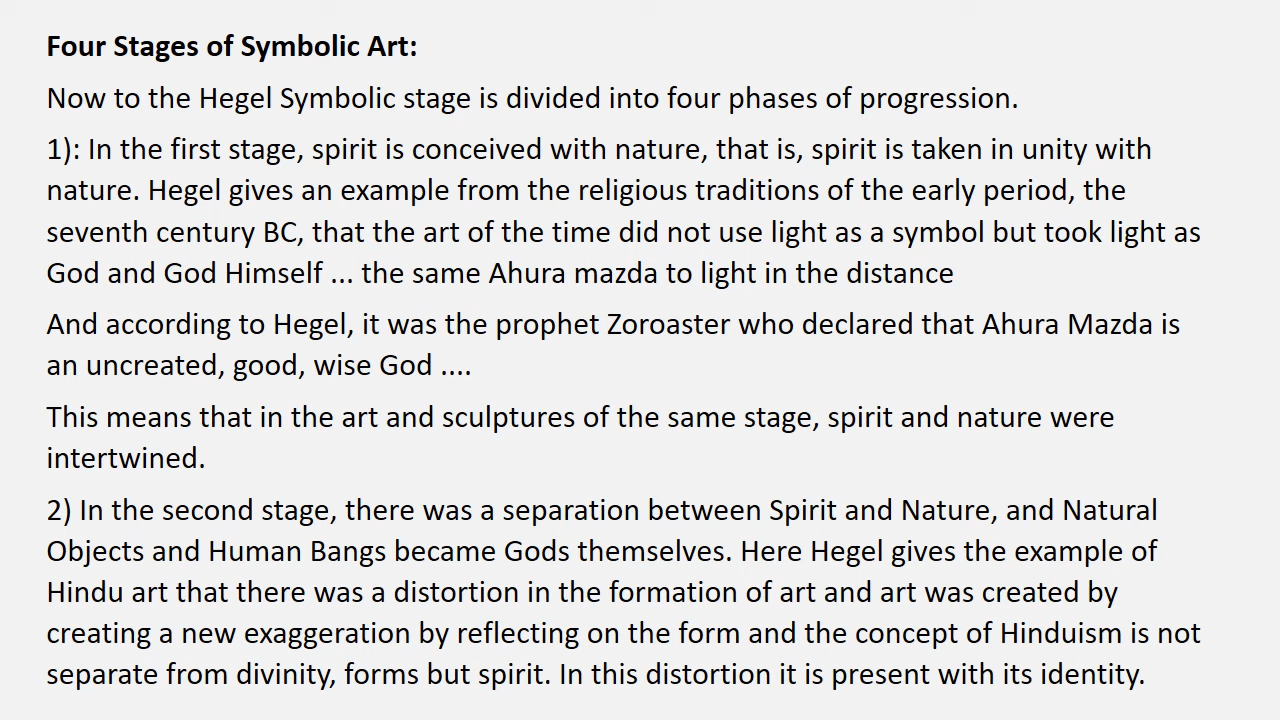 Four Stages of Symbolic Art:
Now to the Hegel Symbolic stage is divided into four phases of progression.
1): In the first stage, spirit is conceived with nature, that is, spirit is taken in unity with
nature. Hegel gives an example from the religious traditions of the early period, the
seventh century BC, that the art of the time did not use light as a symbol but took light as
God and God Himself ... the same Ahura mazda to light in the distance
And according to Hegel, it was the prophet Zoroaster who declared that Ahura Mazda is
an uncreated, good, wise God ....
This means that in the art and sculptures of the same stage, spirit and nature were
intertwined.
2) In the second stage, there was a separation between Spirit and Nature, and Natural
Objects and Human Bangs became Gods themselves. Here Hegel gives the example of
Hindu art that there was a distortion in the formation of art and art was created by
creating a new exaggeration by reflecting on the form and the concept of Hinduism is not
separate from divinity, forms but spirit. In this distortion it is present with its identity.